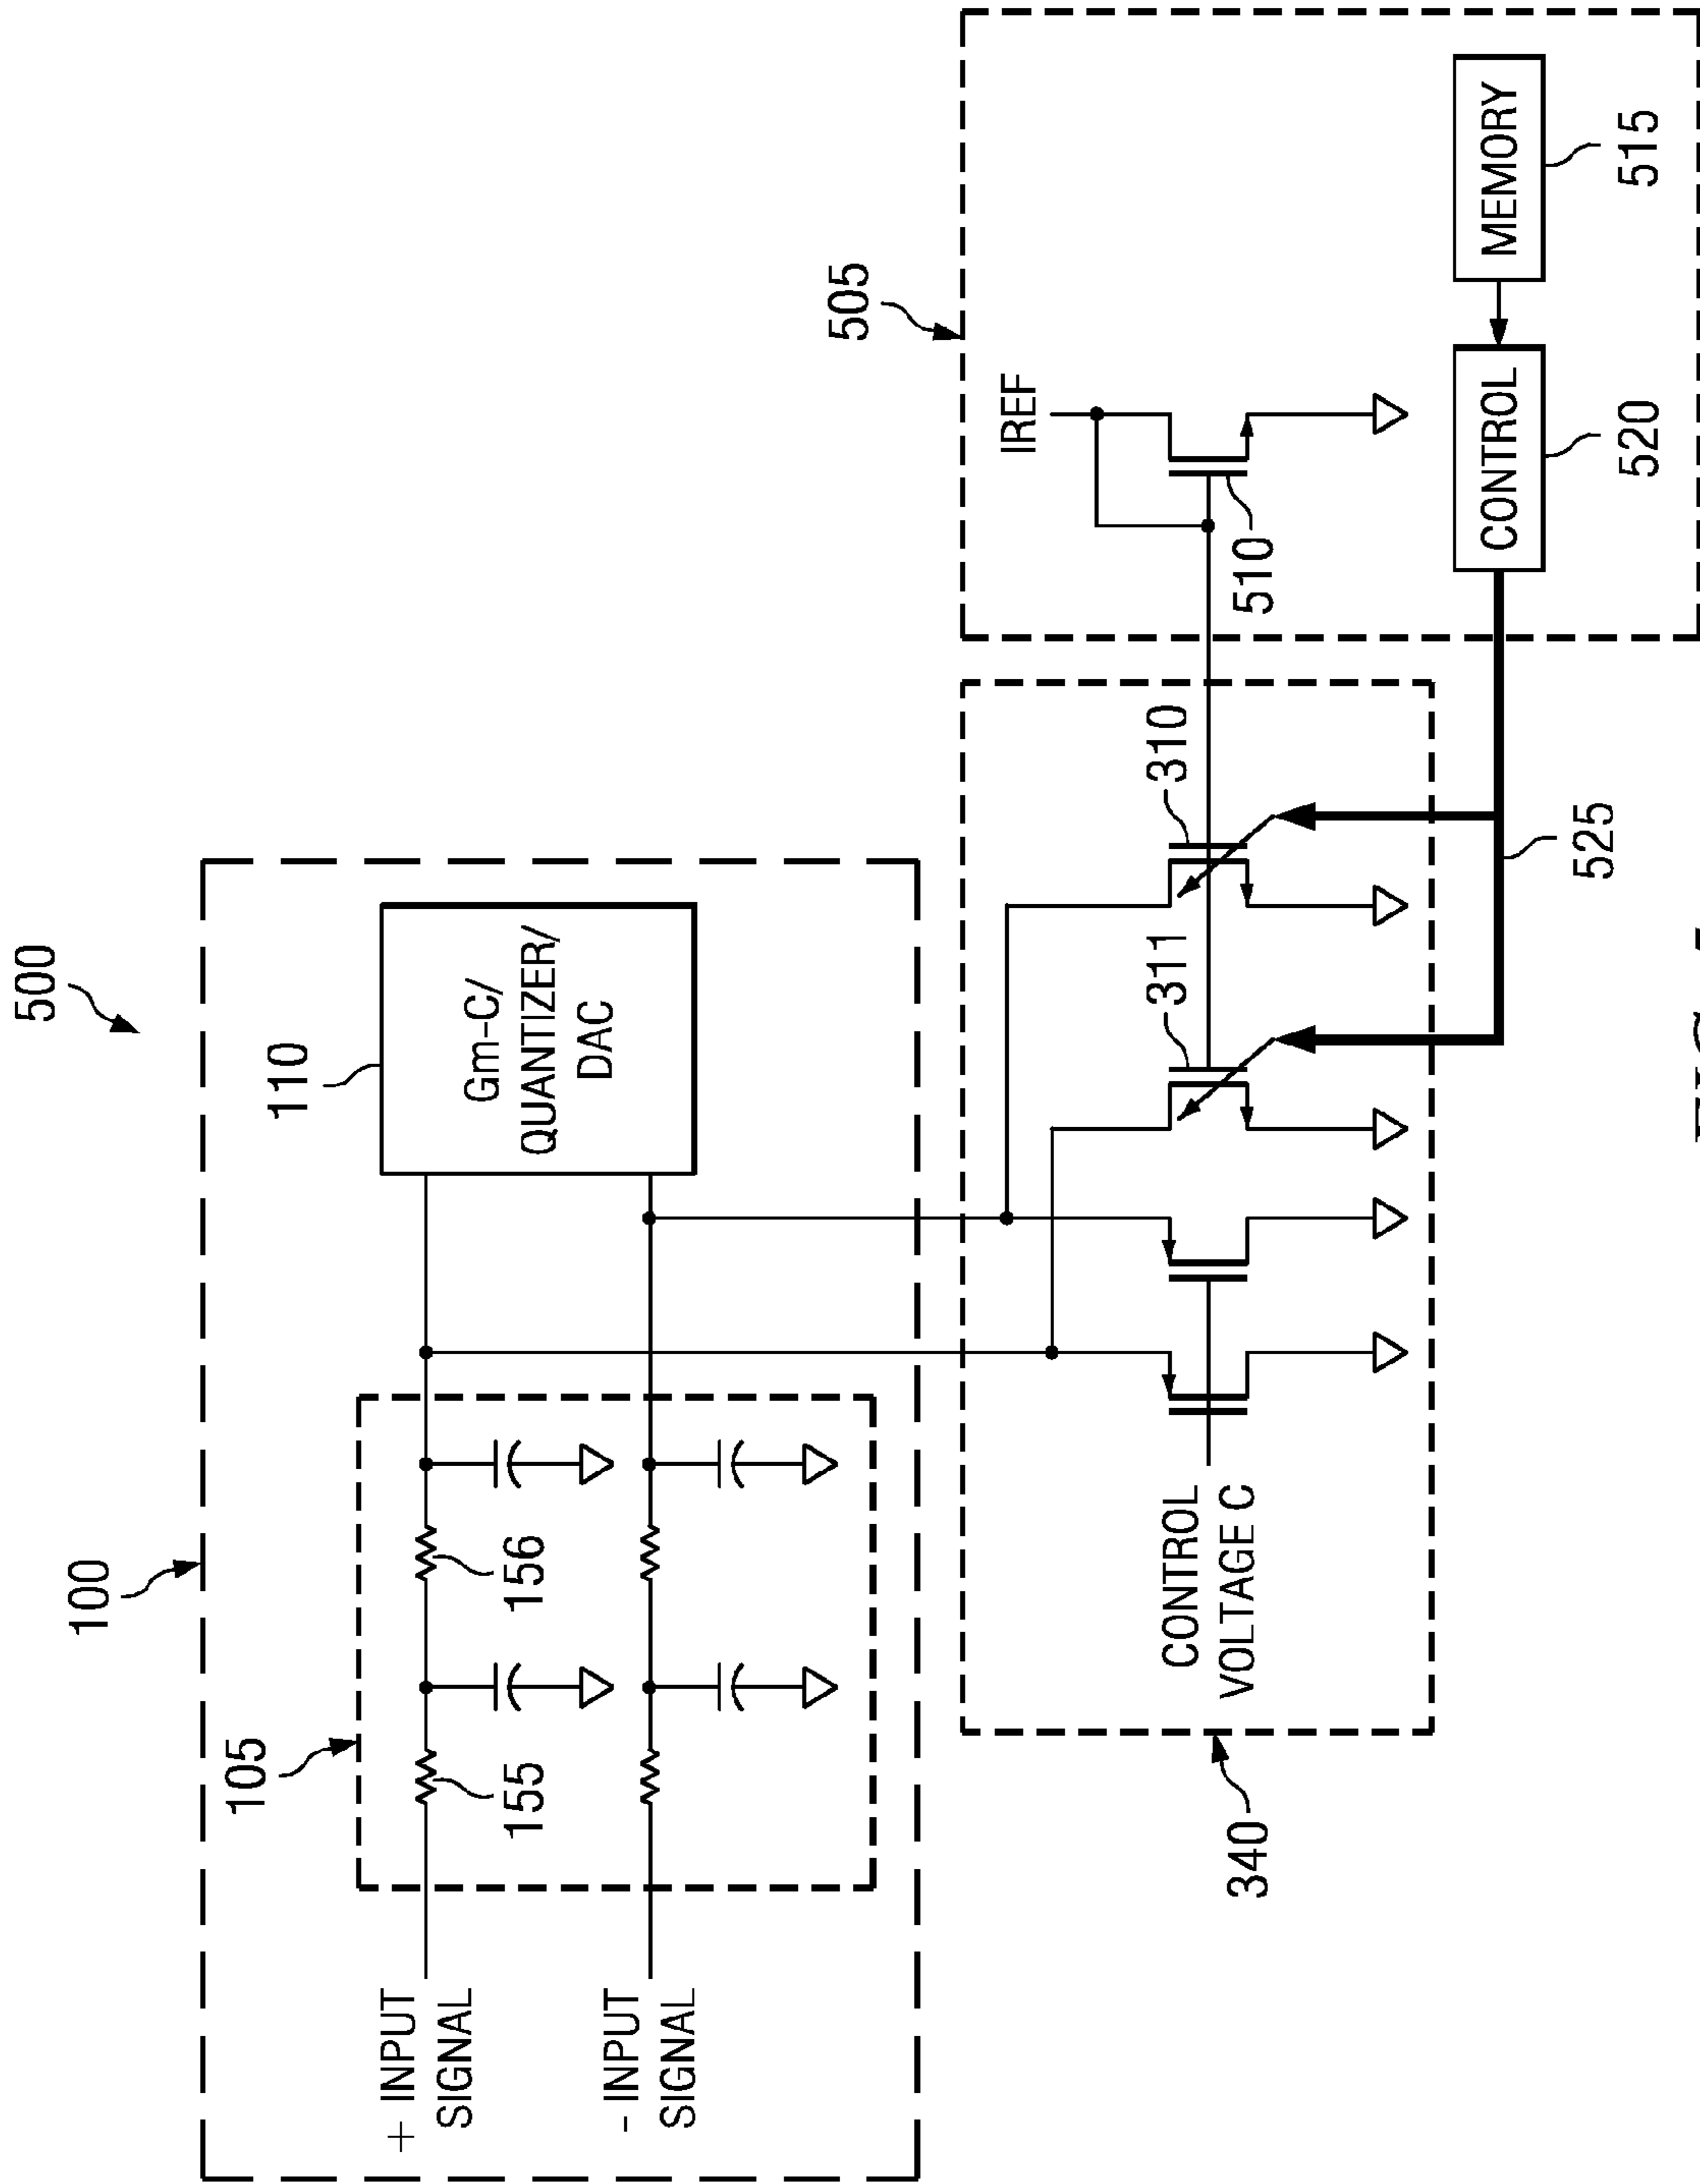 500
100
105
+ INPUT
SIGNAL
- INPUT
SIGNAL
155
156
110
Gm-C/
QUANTIZER/
DAC
340
CONTROL
VOLTAGE C
311
310
525
505
IREF
510
CONTROL
520
MEMORY
515